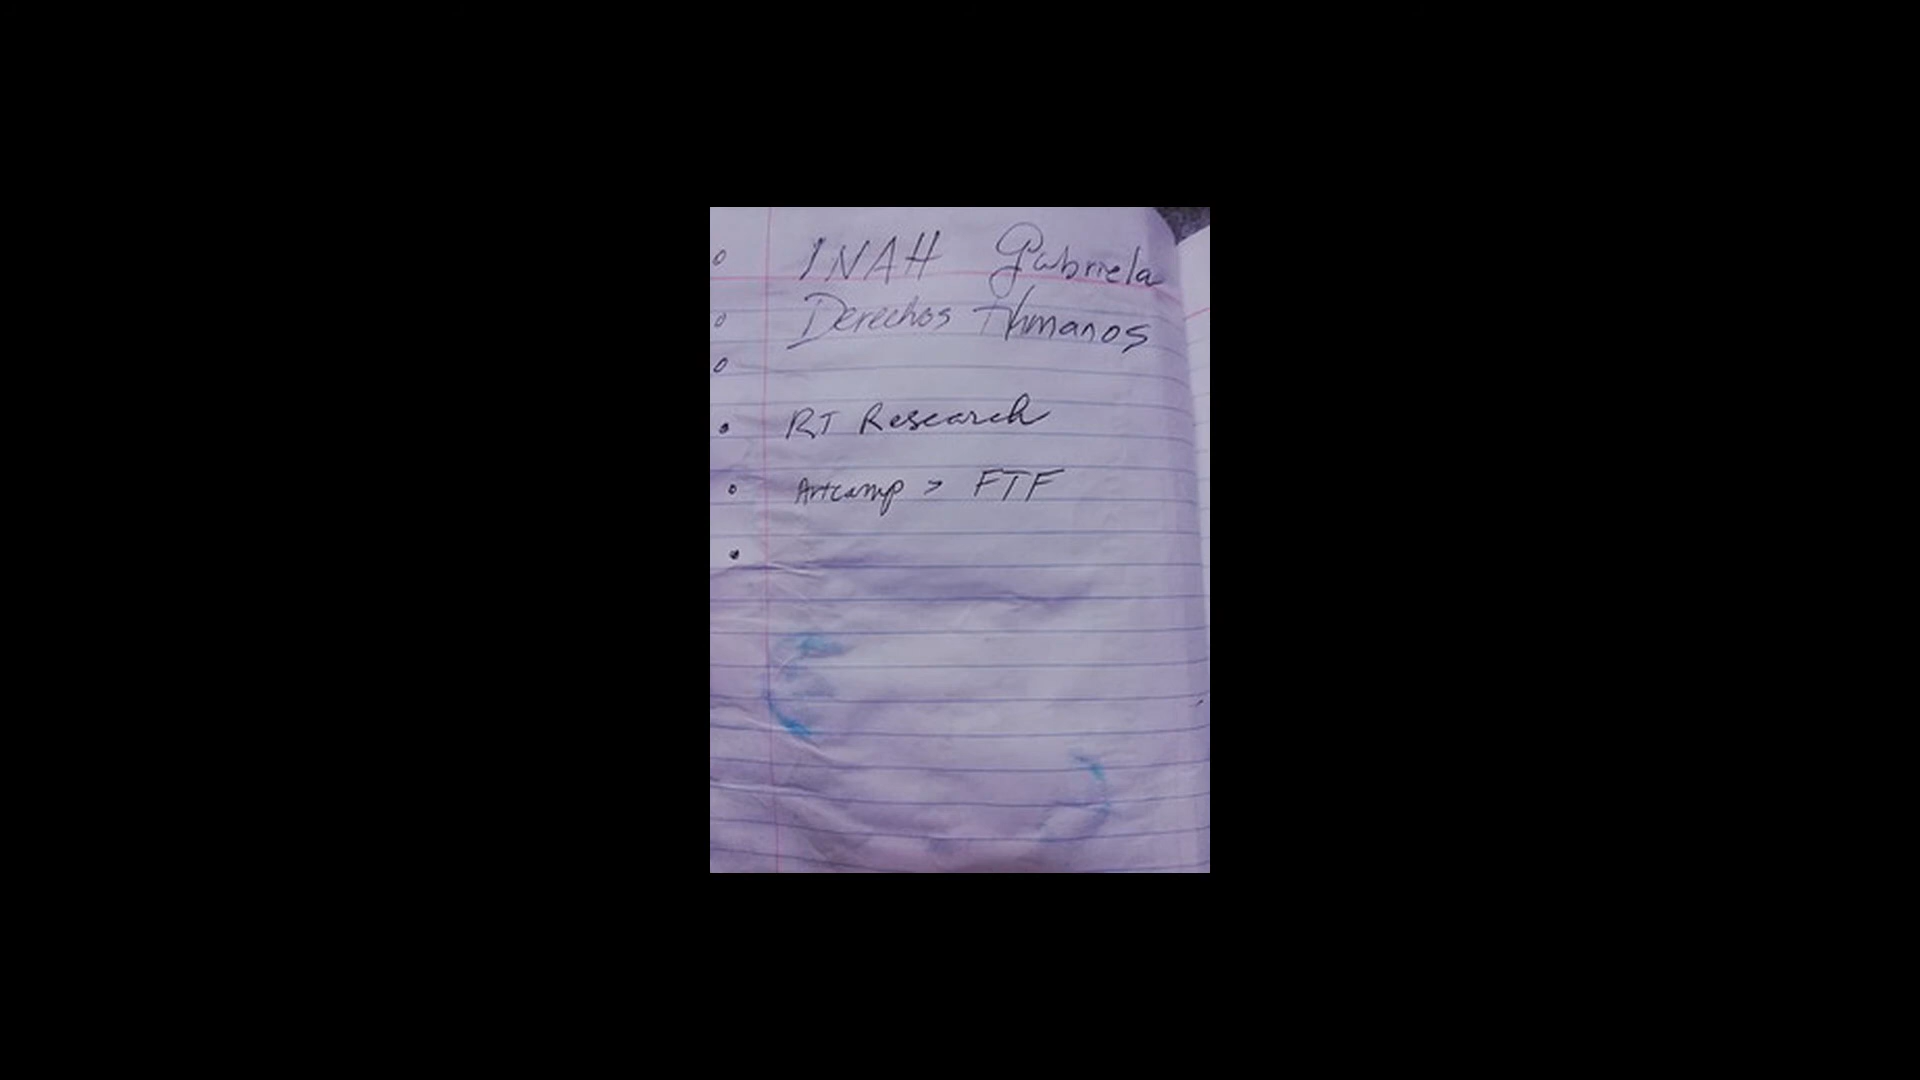 INAH Gabriela
Derechos Humanos
RT Research
Artcamp > FTF